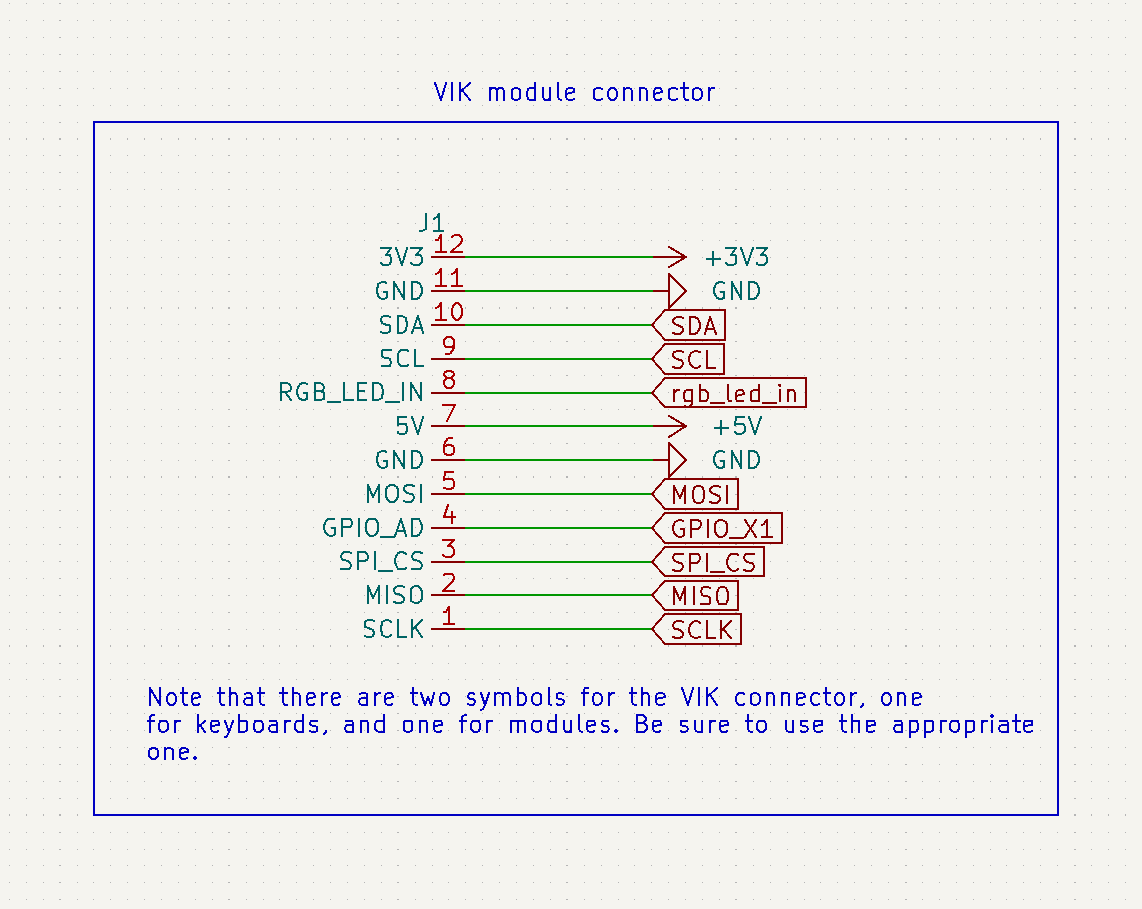 VIK module connector
J1
3V3 12 +3V3
GND 11 GND
SDA 10 SDA
SCL 9 SCL
RGB_LED_IN 8 rgb_led_in
5V 7 +5V
GND 6 GND
MOSI 5 MOSI
GPIO_AD 4 GPIO_X1
SPI_CS 3 SPI_CS
MISO 2 MISO
SCLK 1 SCLK
Note that there are two symbols for the VIK connector, one
for keyboards, and one for modules. Be sure to use the appropriate
one.